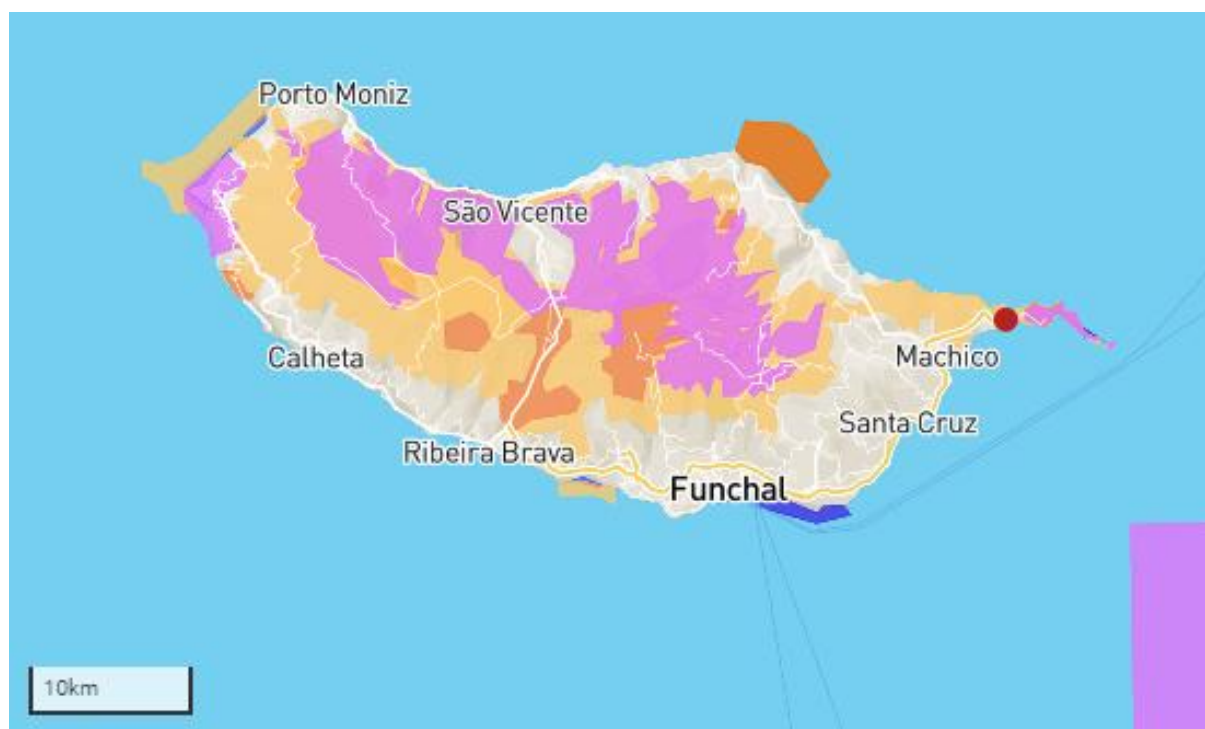 Porto Moniz
São Vicente
Calheta
Machico
Santa Cruz
Ribeira Brava
Funchal
10km